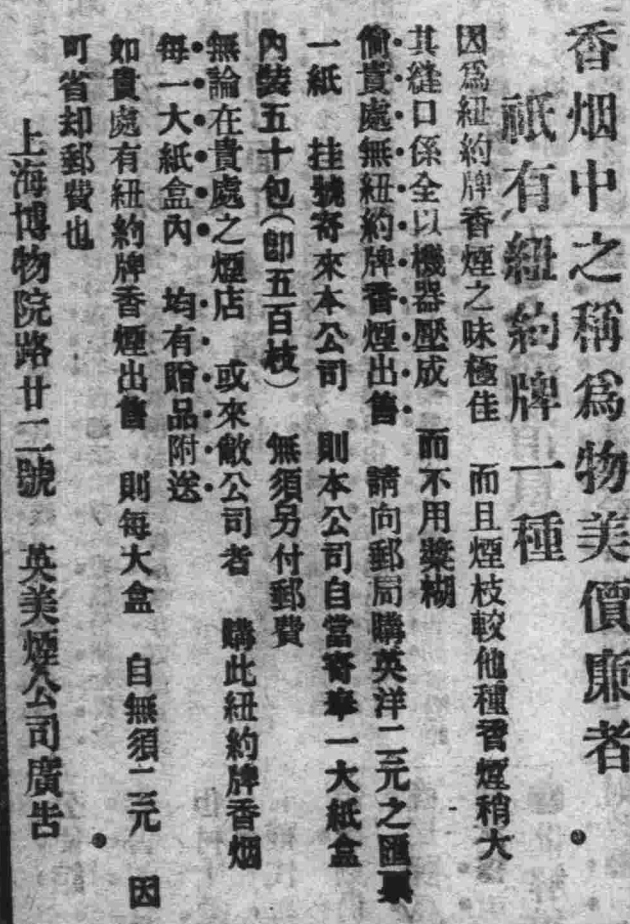 香烟中之稱爲物美價廉者
祇有紐約牌一種
因爲紐約牌香煙之味極佳 而且煙枝較他種香煙稍大
其縫口係全以機器壓成 而不用漿糊
倘貴處無紐約牌香煙出售 請向郵局購英洋二元之匯票
一紙 挂號寄來本公司 則本公司自當寄奉一大紙盒
內裝五十包(卽五百枝) 無須另付郵費
無論在貴處之煙店 或來敝公司者 購此紐約牌香烟
每一大紙盒內 均有贈品附送
如貴處有紐約牌香煙出售 則每大盒 自無須二元 因
可省却郵費也
上海博物院路廿二號 英美煙公司廣告